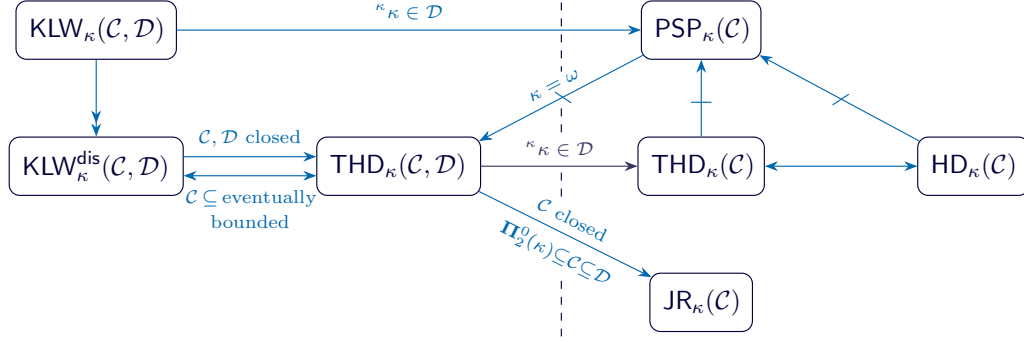 KLW_κ(𝒞, 𝒟)
^κκ ∈ 𝒟
PSP_κ(𝒞)
κ = ω
KLW^dis_κ(𝒞, 𝒟)
𝒞, 𝒟 closed
𝒞 ⊆ eventually
bounded
THD_κ(𝒞, 𝒟)
^κκ ∈ 𝒟
THD_κ(𝒞)
HD_κ(𝒞)
𝒞 closed
𝚷^0_2(κ)⊆𝒞⊆𝒟
JR_κ(𝒞)